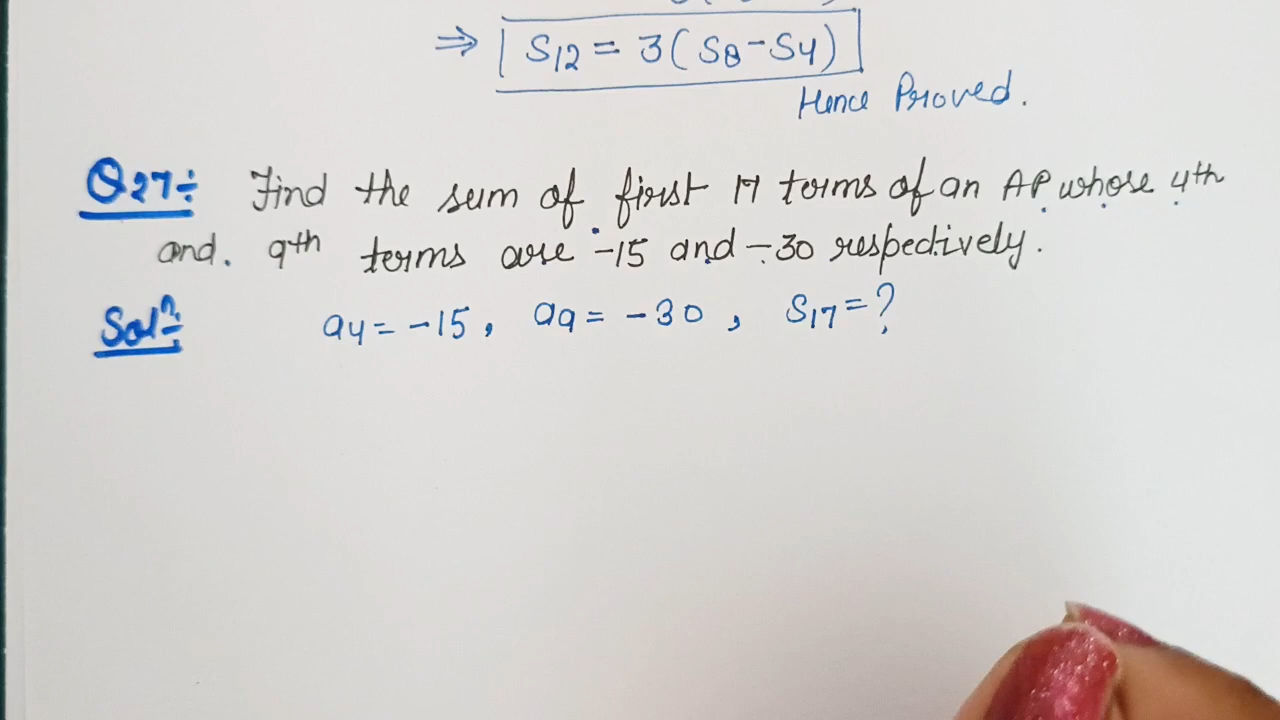 ⇒ S12 = 3(S8-S4)
Hence Proved.
Q27÷ Find the sum of first 17 terms of an AP whose 4th
and. 9th terms are -15 and -30 respectively.
Solⁿ÷ a4 = -15, a9 = -30, S17 = ?